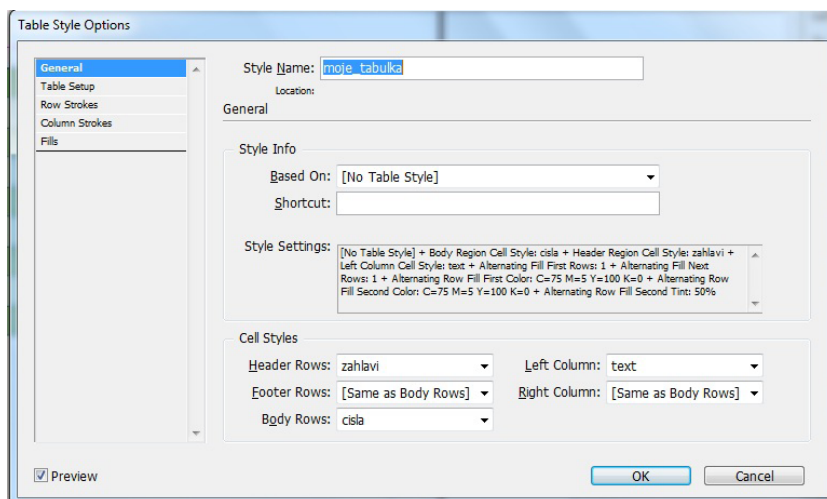 Table Style Options
General
Table Setup
Row Strokes
Column Strokes
Fills
Style Name: moje_tabulka
Location:
General
Style Info
Based On: [No Table Style]
Shortcut:
Style Settings:
[No Table Style] + Body Region Cell Style: cisla + Header Region Cell Style: zahlavi +
Left Column Cell Style: text + Alternating Fill First Rows: 1 + Alternating Fill Next
Rows: 1 + Alternating Row Fill First Color: C=75 M=5 Y=100 K=0 + Alternating Row
Fill Second Color: C=75 M=5 Y=100 K=0 + Alternating Row Fill Second Tint: 50%
Cell Styles
Header Rows: zahlavi Left Column: text
Footer Rows: [Same as Body Rows] Right Column: [Same as Body Rows]
Body Rows: cisla
Preview OK Cancel